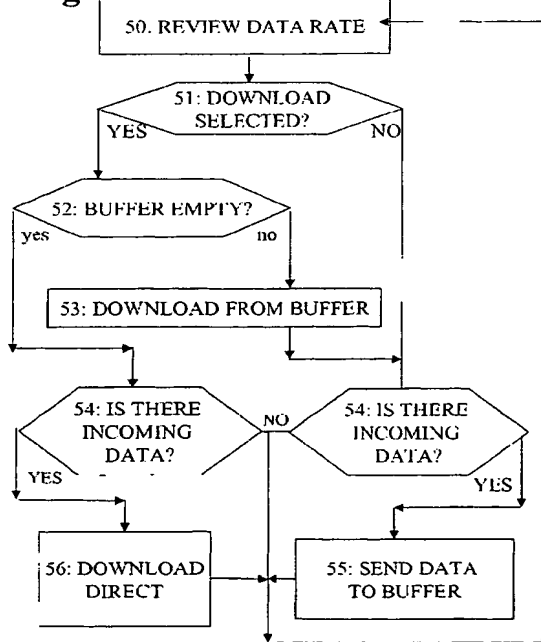 50. REVIEW DATA RATE
51: DOWNLOAD
SELECTED?
YES
NO
52: BUFFER EMPTY?
yes
no
53: DOWNLOAD FROM BUFFER
54: IS THERE
INCOMING
DATA?
NO
54: IS THERE
INCOMING
DATA?
YES
YES
56: DOWNLOAD
DIRECT
55: SEND DATA
TO BUFFER